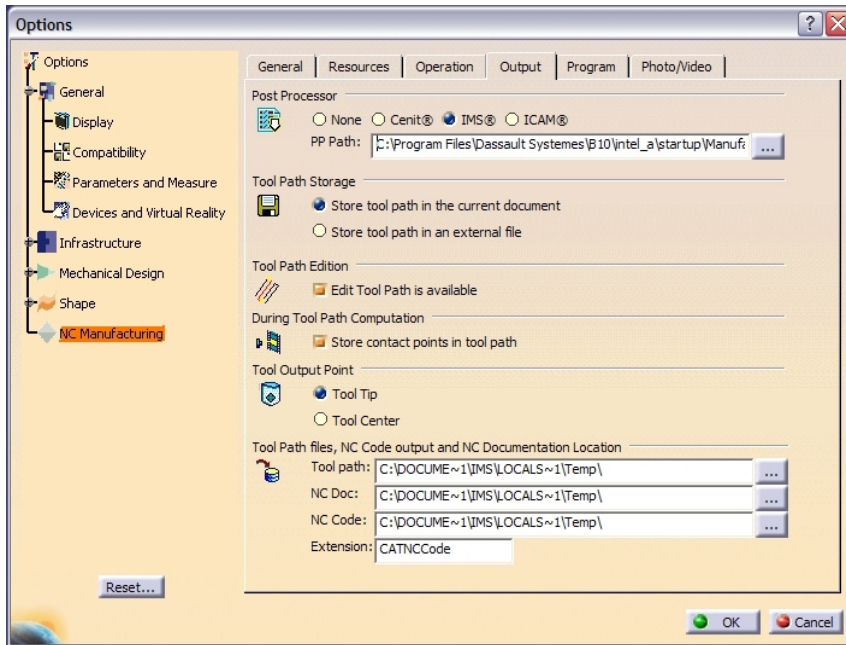 Options
Options
General
Display
Compatibility
Parameters and Measure
Devices and Virtual Reality
Infrastructure
Mechanical Design
Shape
NC Manufacturing
Reset...
General Resources Operation Output Program Photo/Video
Post Processor
None Cenit® IMS® ICAM®
PP Path: C:\Program Files\Dassault Systemes\B10\intel_a\startup\Manufa ...
Tool Path Storage
Store tool path in the current document
Store tool path in an external file
Tool Path Edition
Edit Tool Path is available
During Tool Path Computation
Store contact points in tool path
Tool Output Point
Tool Tip
Tool Center
Tool Path files, NC Code output and NC Documentation Location
Tool path: C:\DOCUME~1\IMS\LOCALS~1\Temp\ ...
NC Doc: C:\DOCUME~1\IMS\LOCALS~1\Temp\ ...
NC Code: C:\DOCUME~1\IMS\LOCALS~1\Temp\ ...
Extension: CATNCCode
OK Cancel